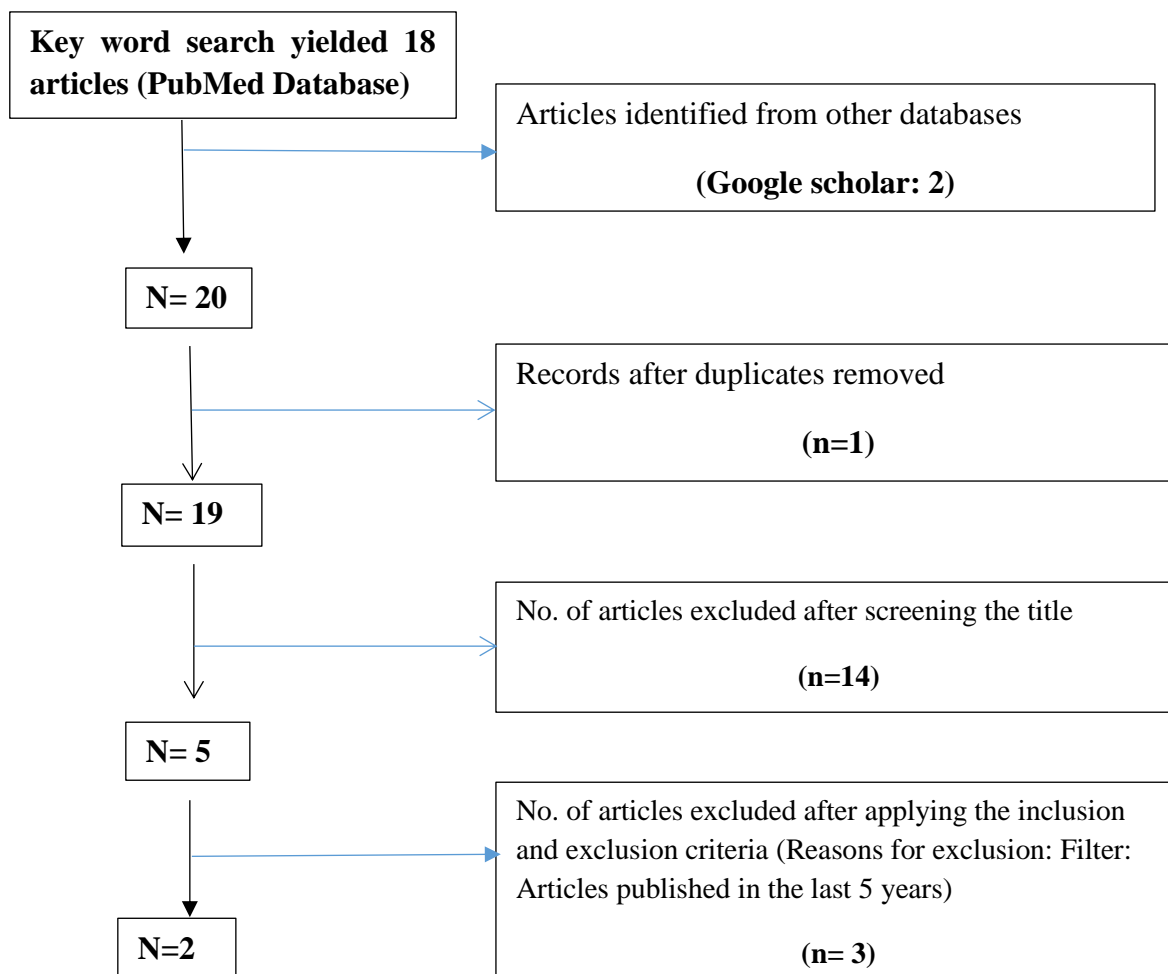 Key word search yielded 18
articles (PubMed Database)
Articles identified from other databases
(Google scholar: 2)
N= 20
Records after duplicates removed
(n=1)
N= 19
No. of articles excluded after screening the title
(n=14)
N= 5
No. of articles excluded after applying the inclusion
and exclusion criteria (Reasons for exclusion: Filter:
Articles published in the last 5 years)
(n= 3)
N=2